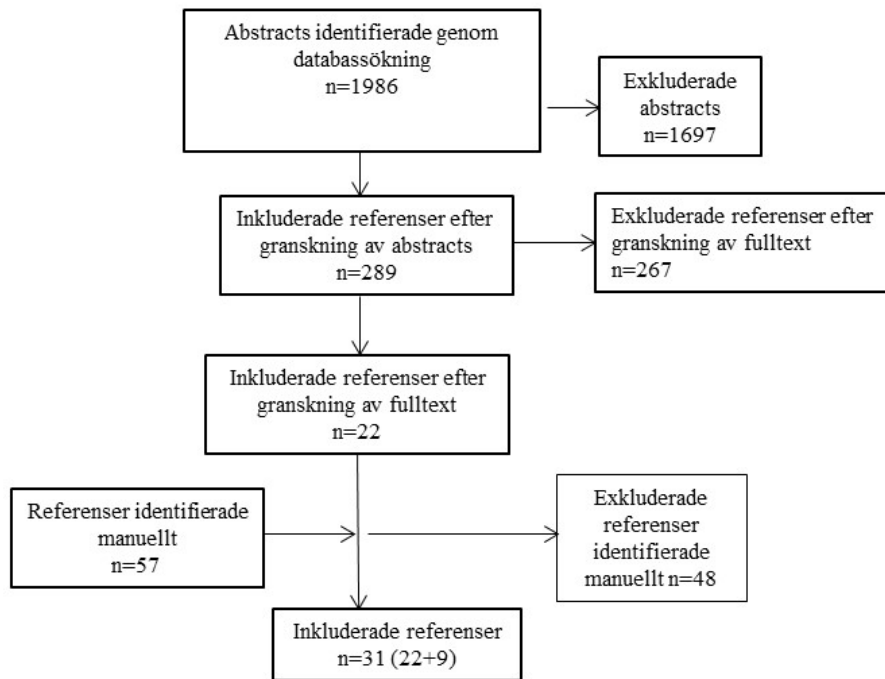 Abstracts identifierade genom
databassökning
n=1986
Exkluderade
abstracts
n=1697
Inkluderade referenser efter
granskning av abstracts
n=289
Exkluderade referenser efter
granskning av fulltext
n=267
Inkluderade referenser efter
granskning av fulltext
n=22
Referenser identifierade
manuellt
n=57
Exkluderade
referenser
identifierade
manuellt n=48
Inkluderade referenser
n=31 (22+9)